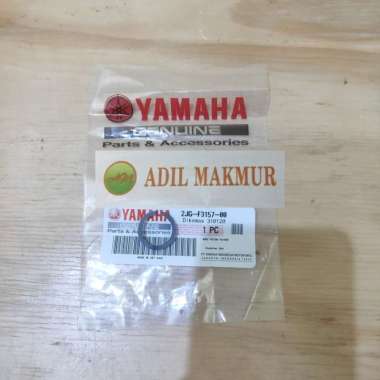 YAMAHA
GENUINE
Parts & Accessories
ADIL MAKMUR
YAMAHA
Parts & Accessories
2JG-F3157-00
1 PC